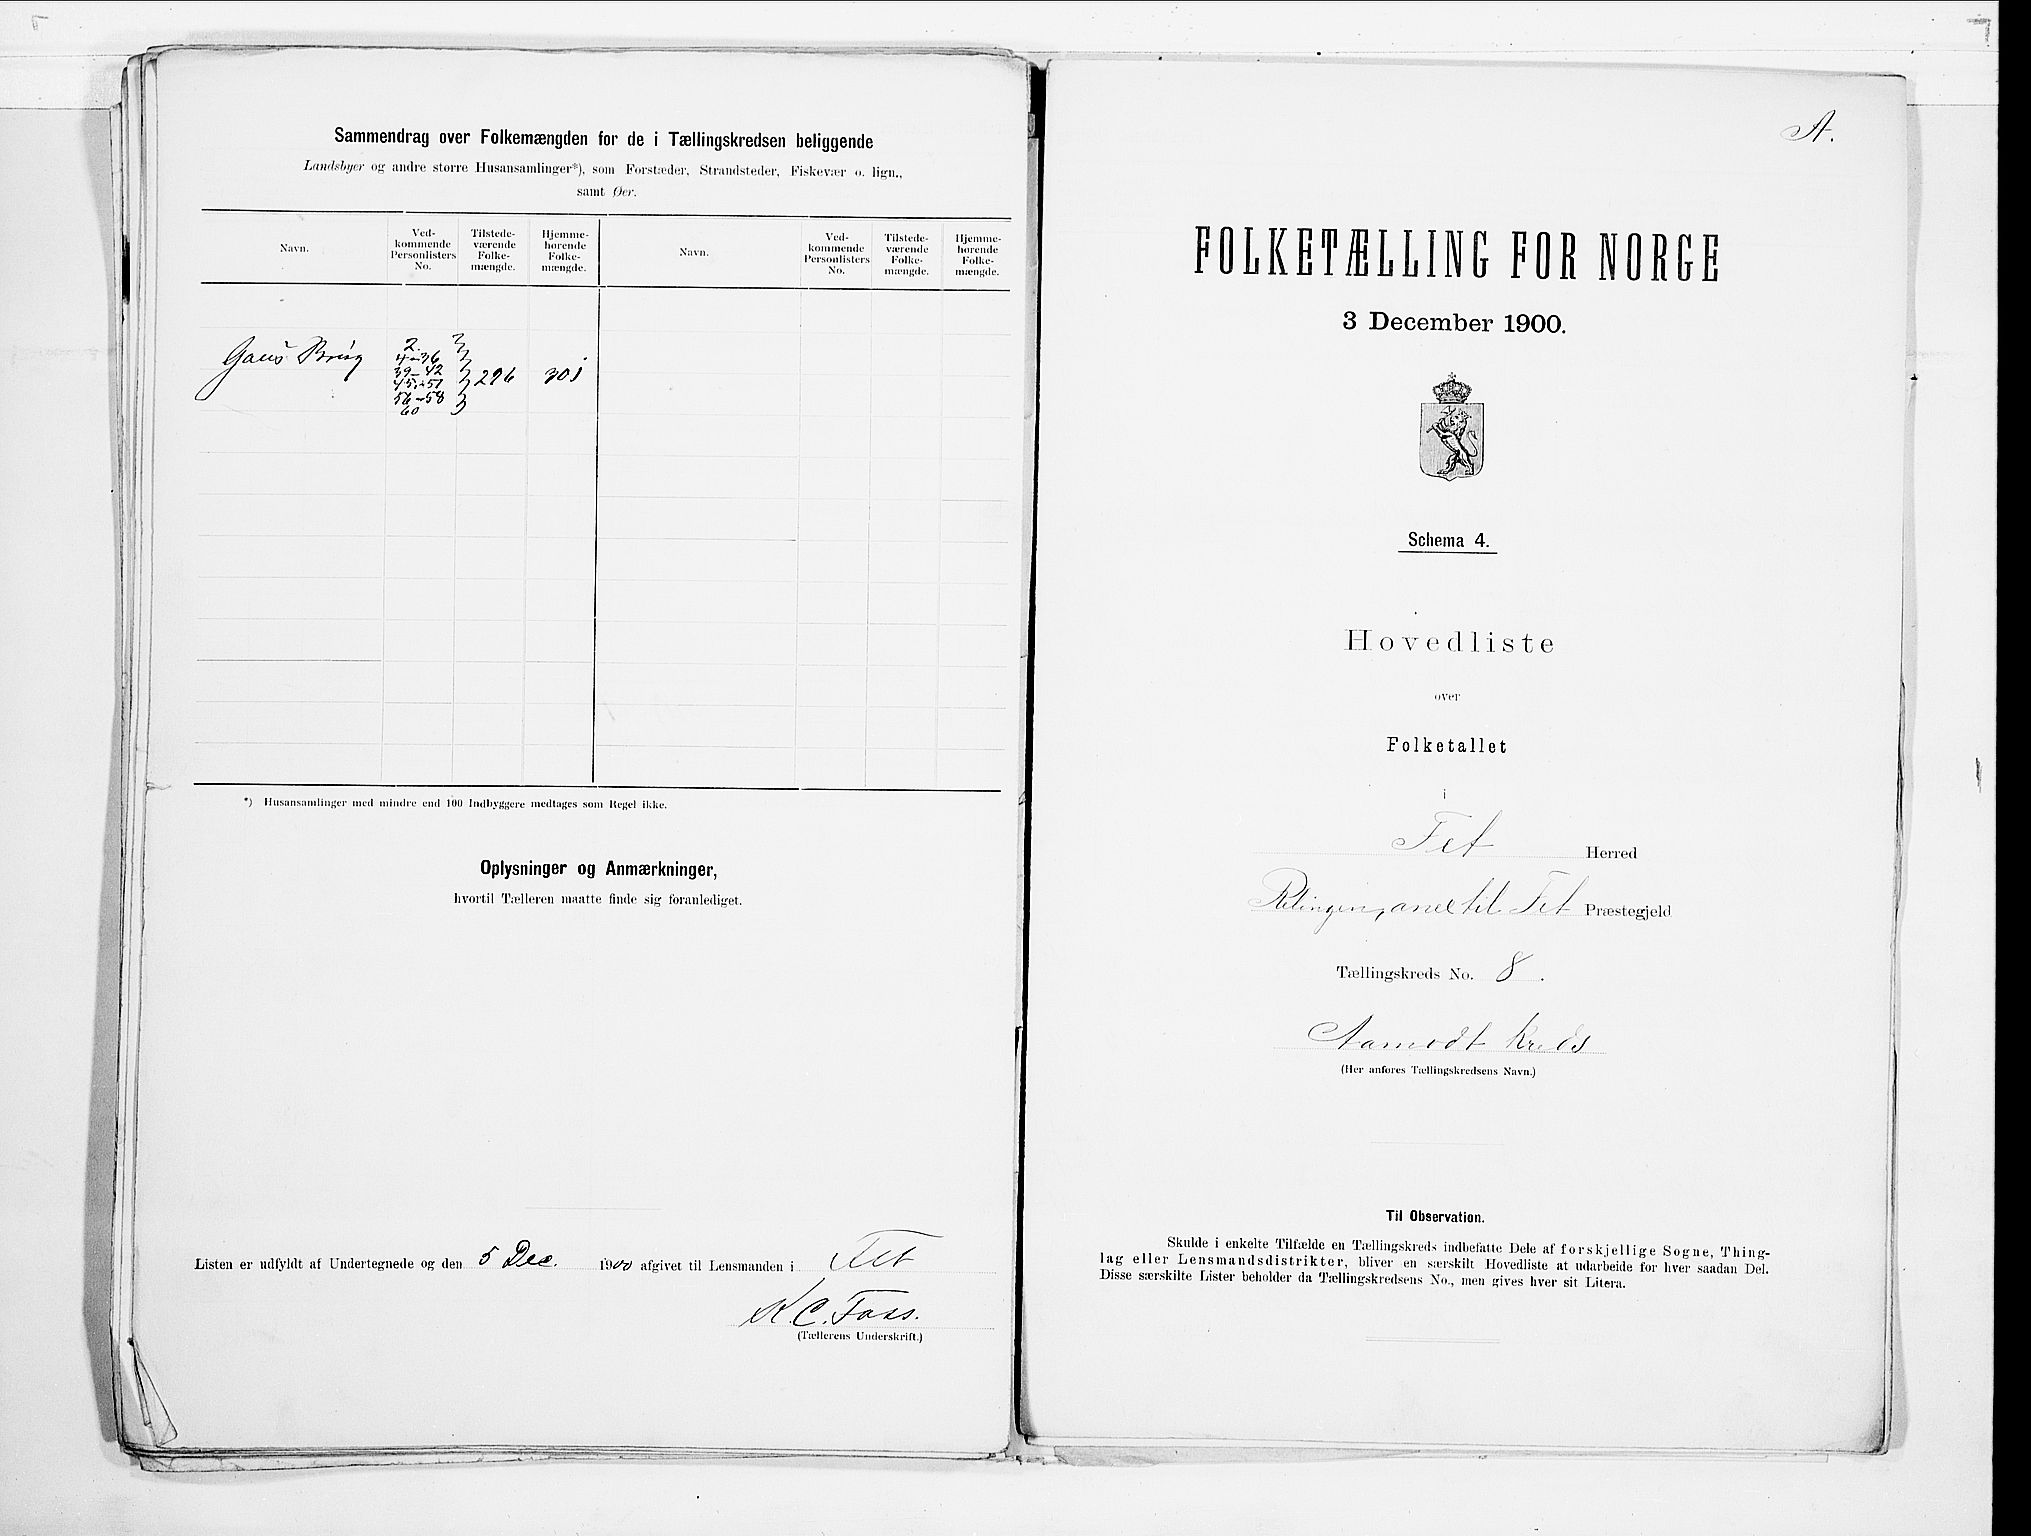 Sammendrag over Folkemængden for de i Tællingskredsen beliggende
Landsbyer og andre større Husansamlinger*), som Forstæder, Strandsteder, Fiskevær o. lign.,
samt Øer.
Navn.
Ved-
kommende
Personlisters
No.
Tilstede-
værende
Folke-
mængde.
Hjemme-
hørende
Folke-
mængde.
Navn.
Ved-
kommende
Personlisters
No.
Tilstede-
værende
Folke-
mængde.
Hjemme-
hørende
Folke-
mængde.
2.
4-36
39-42
45-51
56-58
60
296
301
*) Husansamlinger med mindre end 100 Indbyggere medtages som Regel ikke.
Oplysninger og Anmærkninger,
hvortil Tælleren maatte finde sig foranlediget.
Listen er udfyldt af Undertegnede og den 5 Dec. 1900 afgivet til Lensmanden i Fet
K. C. Foss.
(Tællerens Underskrift.)
A.
FOLKETÆLLING FOR NORGE
3 December 1900.
Schema 4.
Hovedliste
over
Folketallet
i
Fet Herred
Relingen, anex til Fet Præstegjeld
Tællingskreds No. 8.
Aamodt Kreds
(Her anføres Tællingskredsens Navn.)
Til Observation.
Skulde i enkelte Tilfælde en Tællingskreds indbefatte Dele af forskjellige Sogne, Thing-
lag eller Lensmandsdistrikter, bliver en særskilt Hovedliste at udarbeide for hver saadan Del.
Disse særskilte Lister beholder da Tællingskredsens No., men gives hver sit Litera.